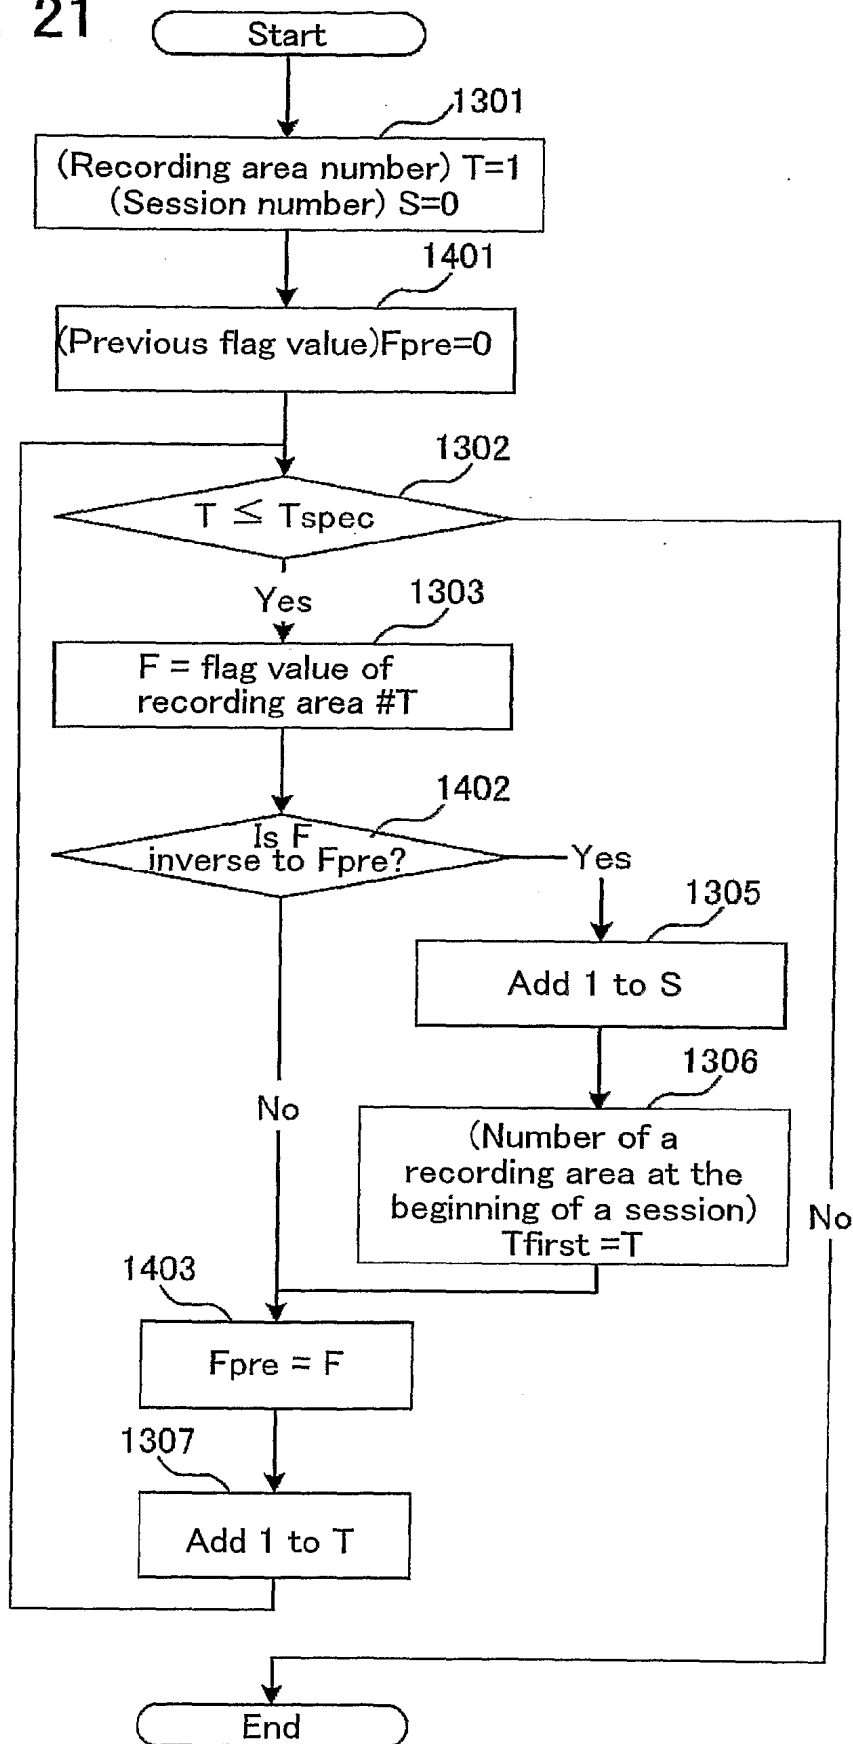 21
Start
1301
(Recording area number) T=1
(Session number) S=0
1401
(Previous flag value)Fpre=0
1302
T ≦ Tspec
Yes
1303
F = flag value of
recording area #T
1402
Is F
inverse to Fpre?
Yes
1305
Add 1 to S
1306
No
(Number of a
recording area at the
beginning of a session)
Tfirst =T
No
1403
Fpre = F
1307
Add 1 to T
End